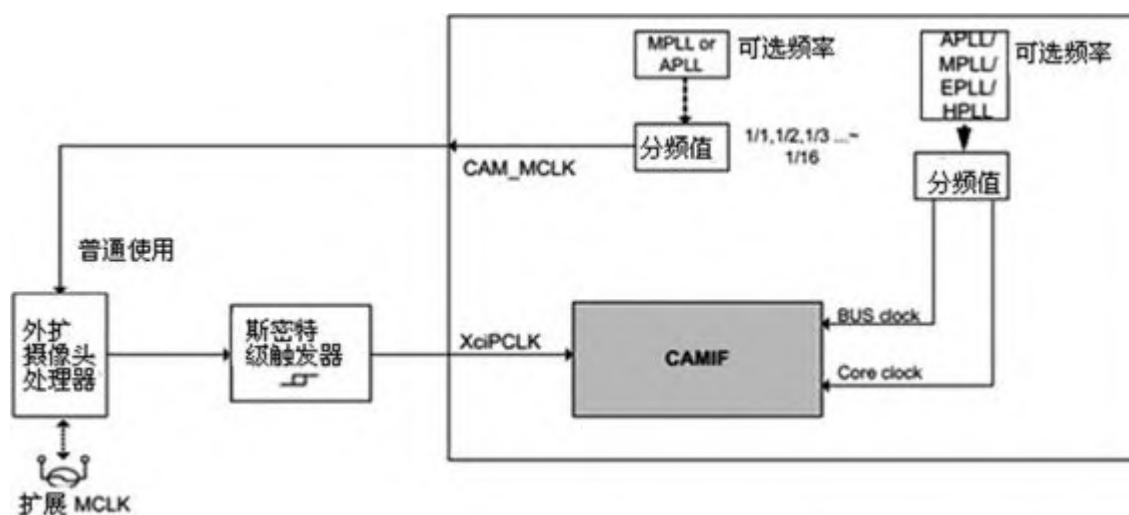 MPLL or
APLL
可选频率
APLL/
MPLL/
EPLL/
HPLL
可选频率
分频值
1/1,1/2,1/3 ...~
1/16
CAM_MCLK
分频值
普通使用
外扩
摄像头
处理器
斯密特
级触发器
XciPCLK
CAMIF
BUS clock
Core clock
扩展 MCLK